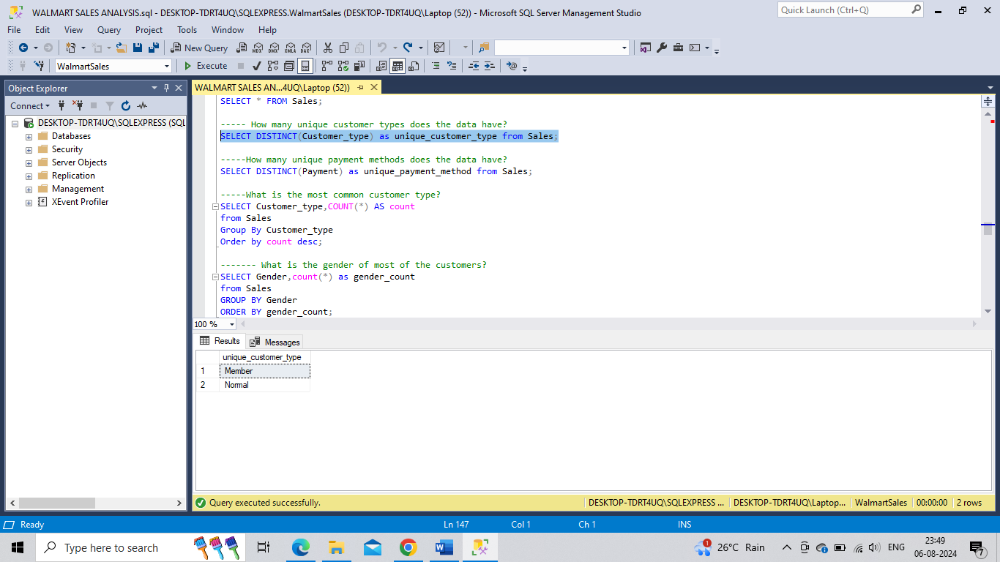 WALMART SALES ANALYSIS.sql - DESKTOP-TDRT4UQ\SQLEXPRESS.WalmartSales (DESKTOP-TDRT4UQ\Laptop (52)) - Microsoft SQL Server Management Studio
Quick Launch (Ctrl+Q)
File Edit View Query Project Tools Window Help
New Query MDX DMX XMLA DAX
WalmartSales Execute
Object Explorer
WALMART SALES AN...4UQ\Laptop (52))
Connect
DESKTOP-TDRT4UQ\SQLEXPRESS (SQL
Databases
Security
Server Objects
Replication
Management
XEvent Profiler
SELECT * FROM Sales;
----- How many unique customer types does the data have?
SELECT DISTINCT(Customer_type) as unique_customer_type from Sales;
-----How many unique payment methods does the data have?
SELECT DISTINCT(Payment) as unique_payment_method from Sales;
-----What is the most common customer type?
SELECT Customer_type,COUNT(*) AS count
from Sales
Group By Customer_type
Order by count desc;
------- What is the gender of most of the customers?
SELECT Gender,count(*) as gender_count
from Sales
GROUP BY Gender
ORDER BY gender_count;
100 %
Results Messages
unique_customer_type
1 Member
2 Normal
Query executed successfully. DESKTOP-TDRT4UQ\SQLEXPRESS ... DESKTOP-TDRT4UQ\Laptop... WalmartSales 00:00:00 2 rows
Ready Ln 147 Col 1 Ch 1 INS
Type here to search
1 26°C Rain ENG 23:49
06-08-2024 7